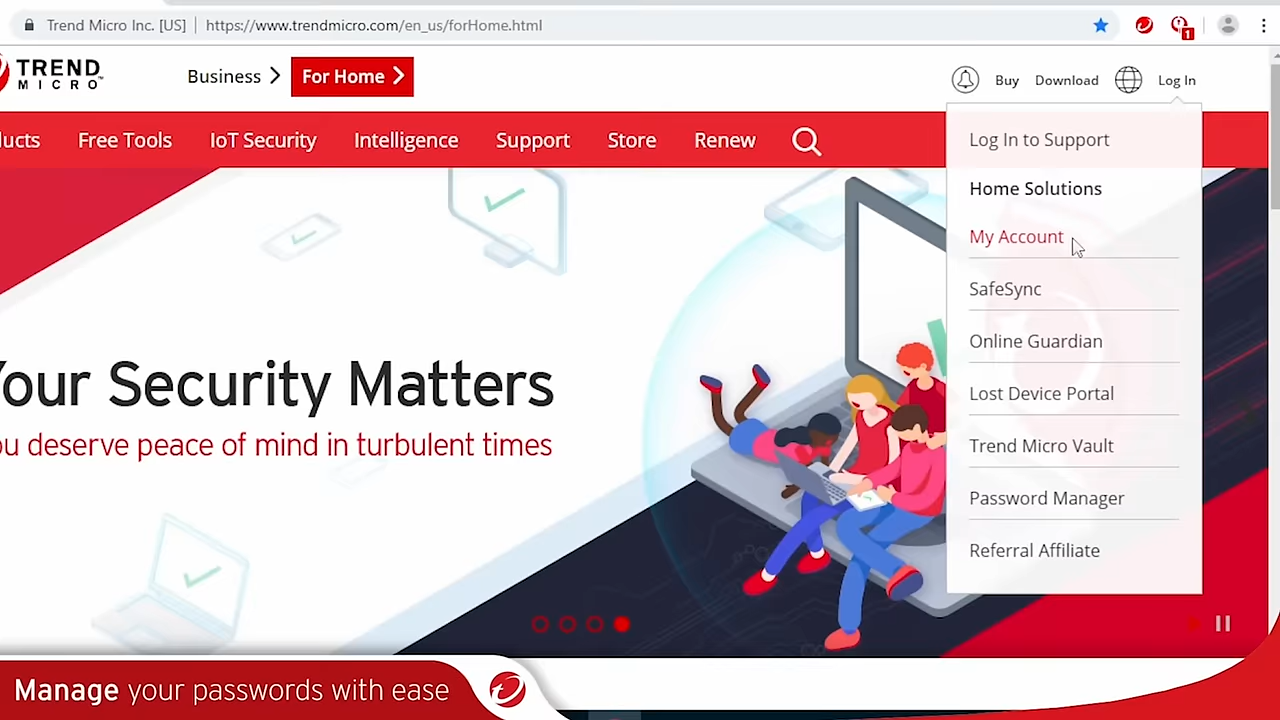 Trend Micro Inc. [US] | https://www.trendmicro.com/en_us/forHome.html
1
TREND
MICRO
Business
For Home
Buy
Download
Log In
ucts
Free Tools
IoT Security
Intelligence
Support
Store
Renew
Log In to Support
Home Solutions
My Account
SafeSync
Online Guardian
Lost Device Portal
Trend Micro Vault
Password Manager
Referral Affiliate
Your Security Matters
ou deserve peace of mind in turbulent times
Manage your passwords with ease